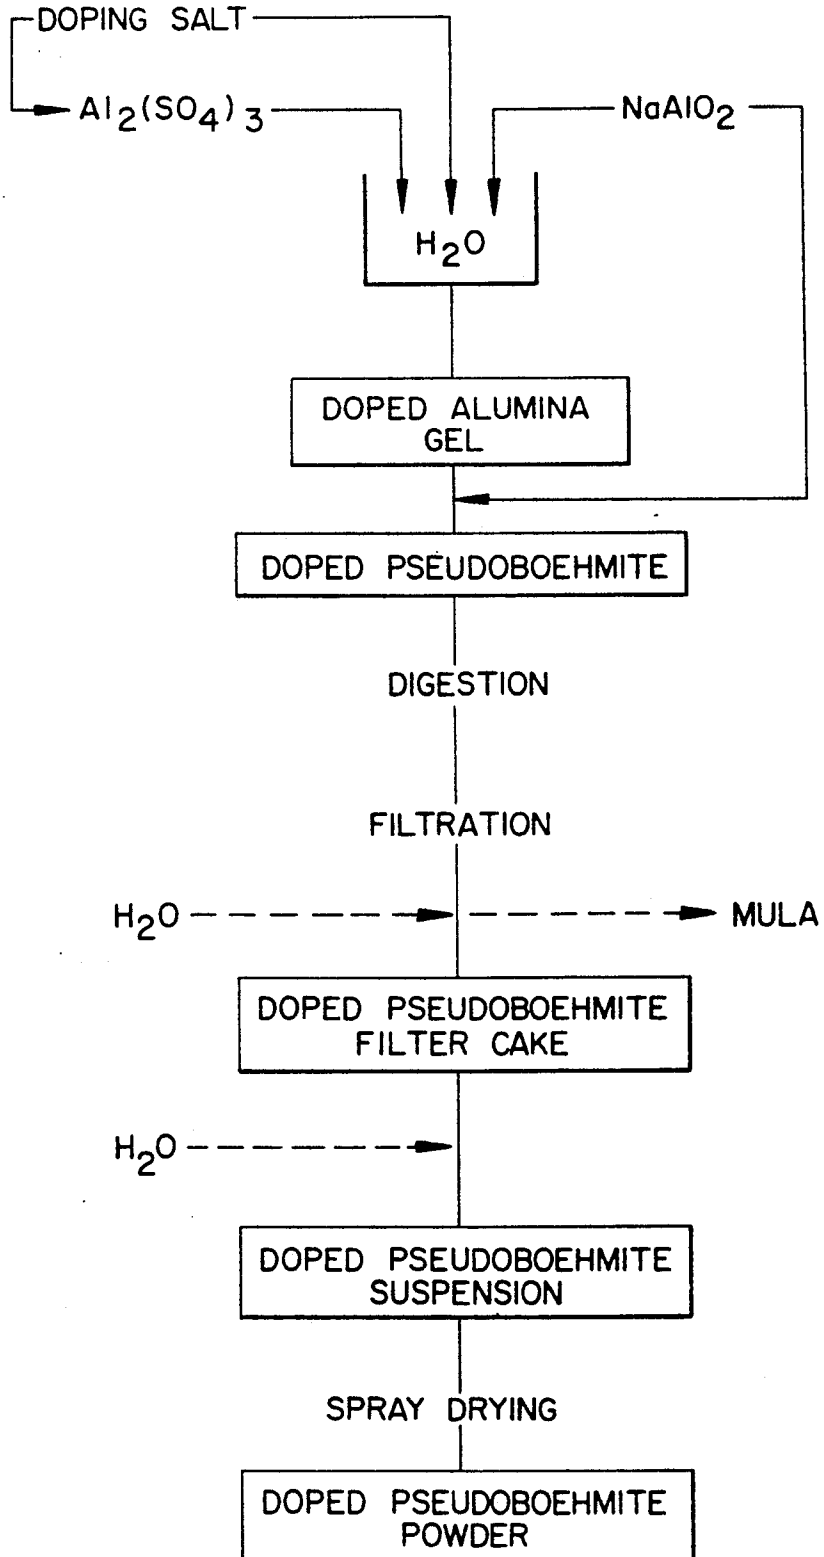 DOPING SALT
Al2(SO4)3
NaAlO2
H2O
DOPED ALUMINA
GEL
DOPED PSEUDOBOEHMITE
DIGESTION
FILTRATION
H2O
MULA
DOPED PSEUDOBOEHMITE
FILTER CAKE
H2O
DOPED PSEUDOBOEHMITE
SUSPENSION
SPRAY DRYING
DOPED PSEUDOBOEHMITE
POWDER